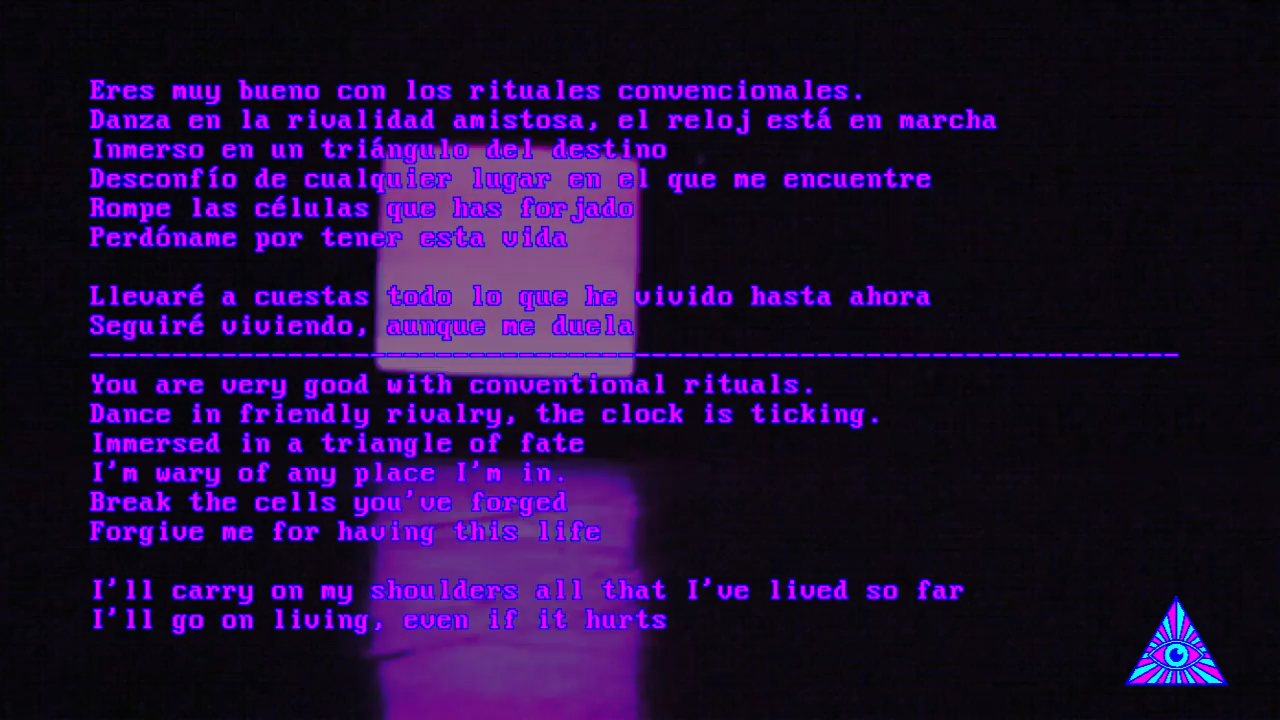 Eres muy bueno con los rituales convencionales.
Danza en la rivalidad amistosa, el reloj está en marcha
Inmerso en un triángulo del destino
Desconfío de cualquier lugar en el que me encuentre
Rompe las células que has forjado
Perdóname por tener esta vida
Llevaré a cuestas todo lo que he vivido hasta ahora
Seguiré viviendo, aunque me duela
------------------------------------------------------------------
You are very good with conventional rituals.
Dance in friendly rivalry, the clock is ticking.
Immersed in a triangle of fate
I'm wary of any place I'm in.
Break the cells you've forged
Forgive me for having this life
I'll carry on my shoulders all that I've lived so far
I'll go on living, even if it hurts